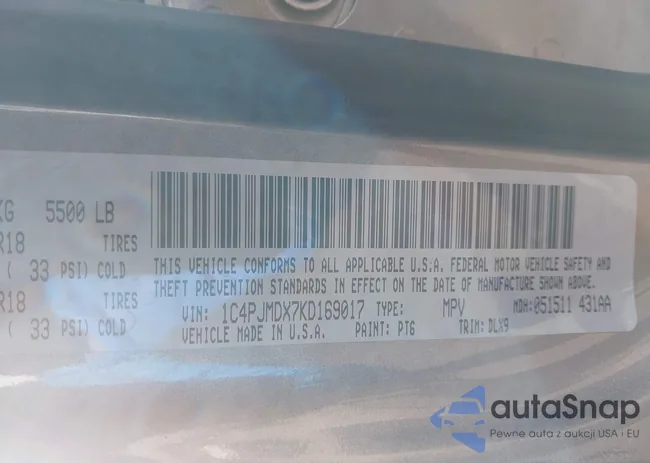 KG 5500 LB
R18 TIRES
( 33 PSI) COLD
R18 TIRES
( 33 PSI) COLD
THIS VEHICLE CONFORMS TO ALL APPLICABLE U.S.A. FEDERAL MOTOR VEHICLE SAFETY AND
THEFT PREVENTION STANDARDS IN EFFECT ON THE DATE OF MANUFACTURE SHOWN ABOVE.
VIN: 1C4PJMDX7KD169017 TYPE: MPV MDH: 051511 431AA
VEHICLE MADE IN U.S.A. PAINT: PT6 TRIM: DLX9
autaSnap
Pewne auta z aukcji USA i EU